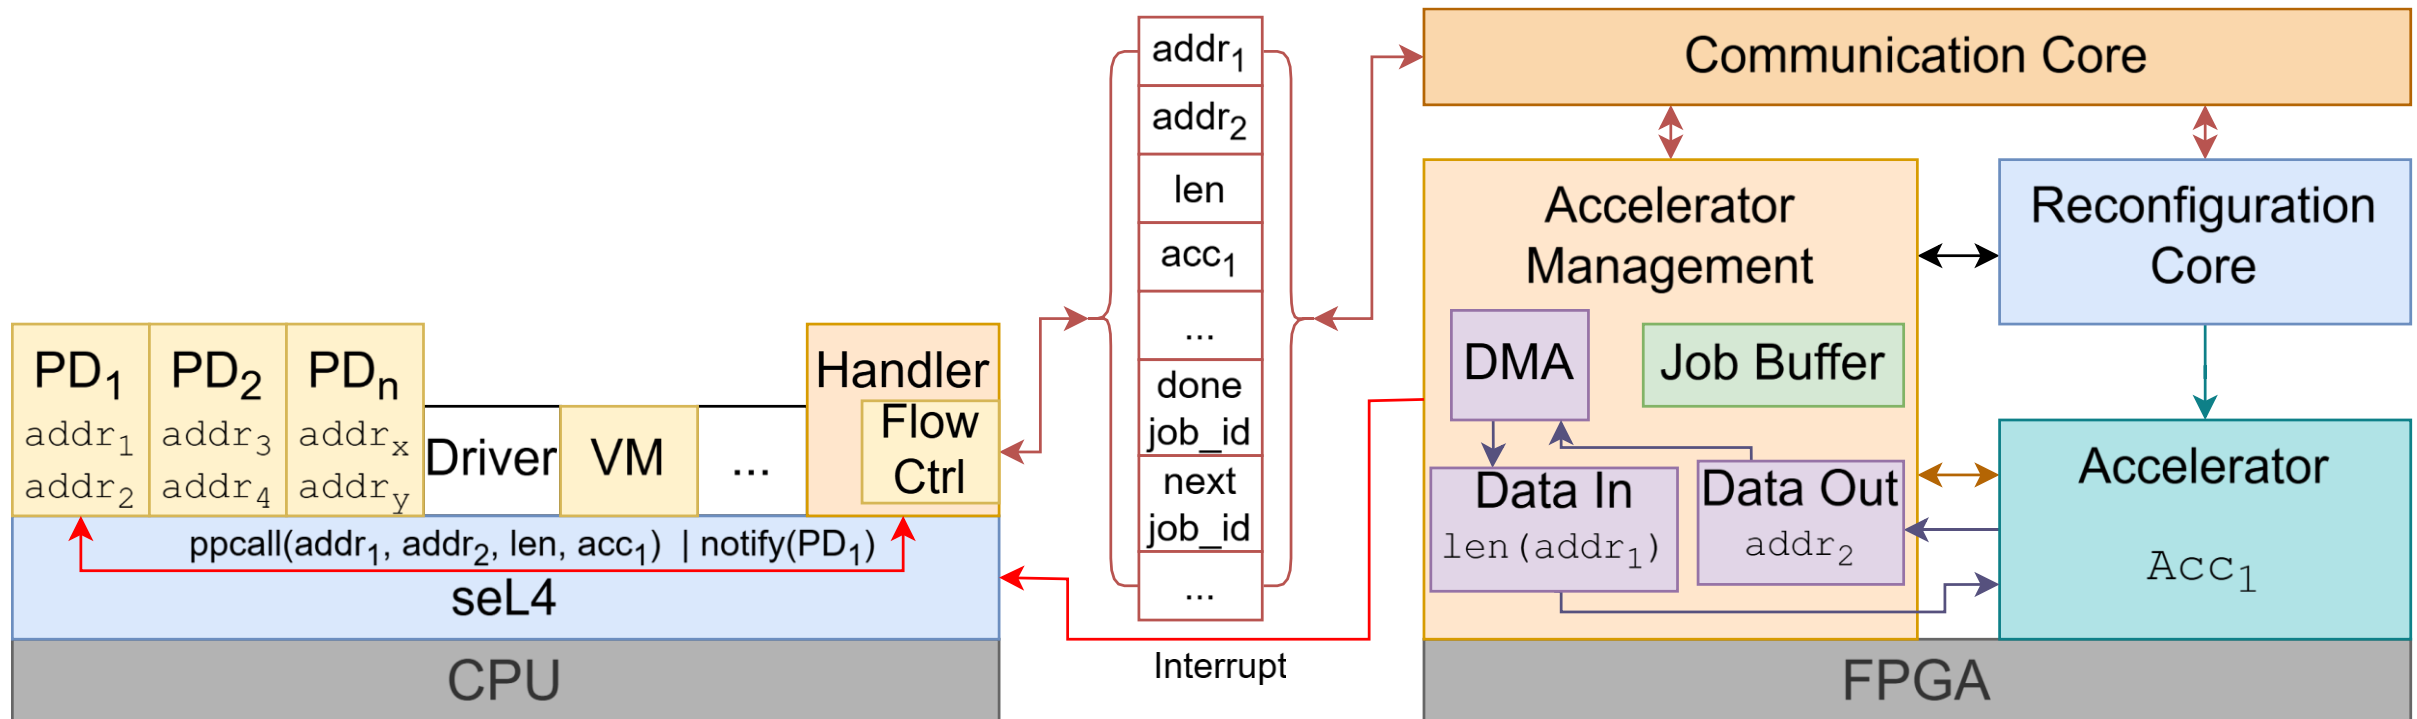 PD1
addr1
addr2
PD2
addr3
addr4
PDn
addrx
addry
Driver
VM
...
Handler
Flow
Ctrl
ppcall(addr1, addr2, len, acc1) | notify(PD1)
seL4
CPU
addr1
addr2
len
acc1
...
done
job_id
next
job_id
...
Interrupt
Communication Core
Accelerator
Management
DMA
Job Buffer
Data In
len(addr1)
Data Out
addr2
Reconfiguration
Core
Accelerator
Acc1
FPGA